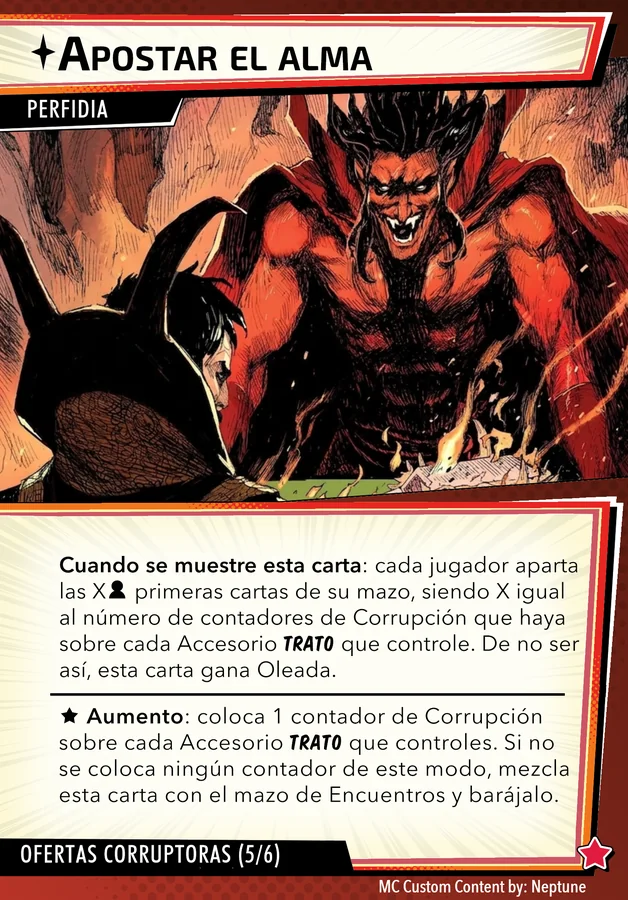 APOSTAR EL ALMA
PERFIDIA
Cuando se muestre esta carta: cada jugador aparta
las X primeras cartas de su mazo, siendo X igual
al número de contadores de Corrupción que haya
sobre cada Accesorio TRATO que controle. De no ser
así, esta carta gana Oleada.
★ Aumento: coloca 1 contador de Corrupción
sobre cada Accesorio TRATO que controles. Si no
se coloca ningún contador de este modo, mezcla
esta carta con el mazo de Encuentros y barájalo.
OFERTAS CORRUPTORAS (5/6)
MC Custom Content by: Neptune